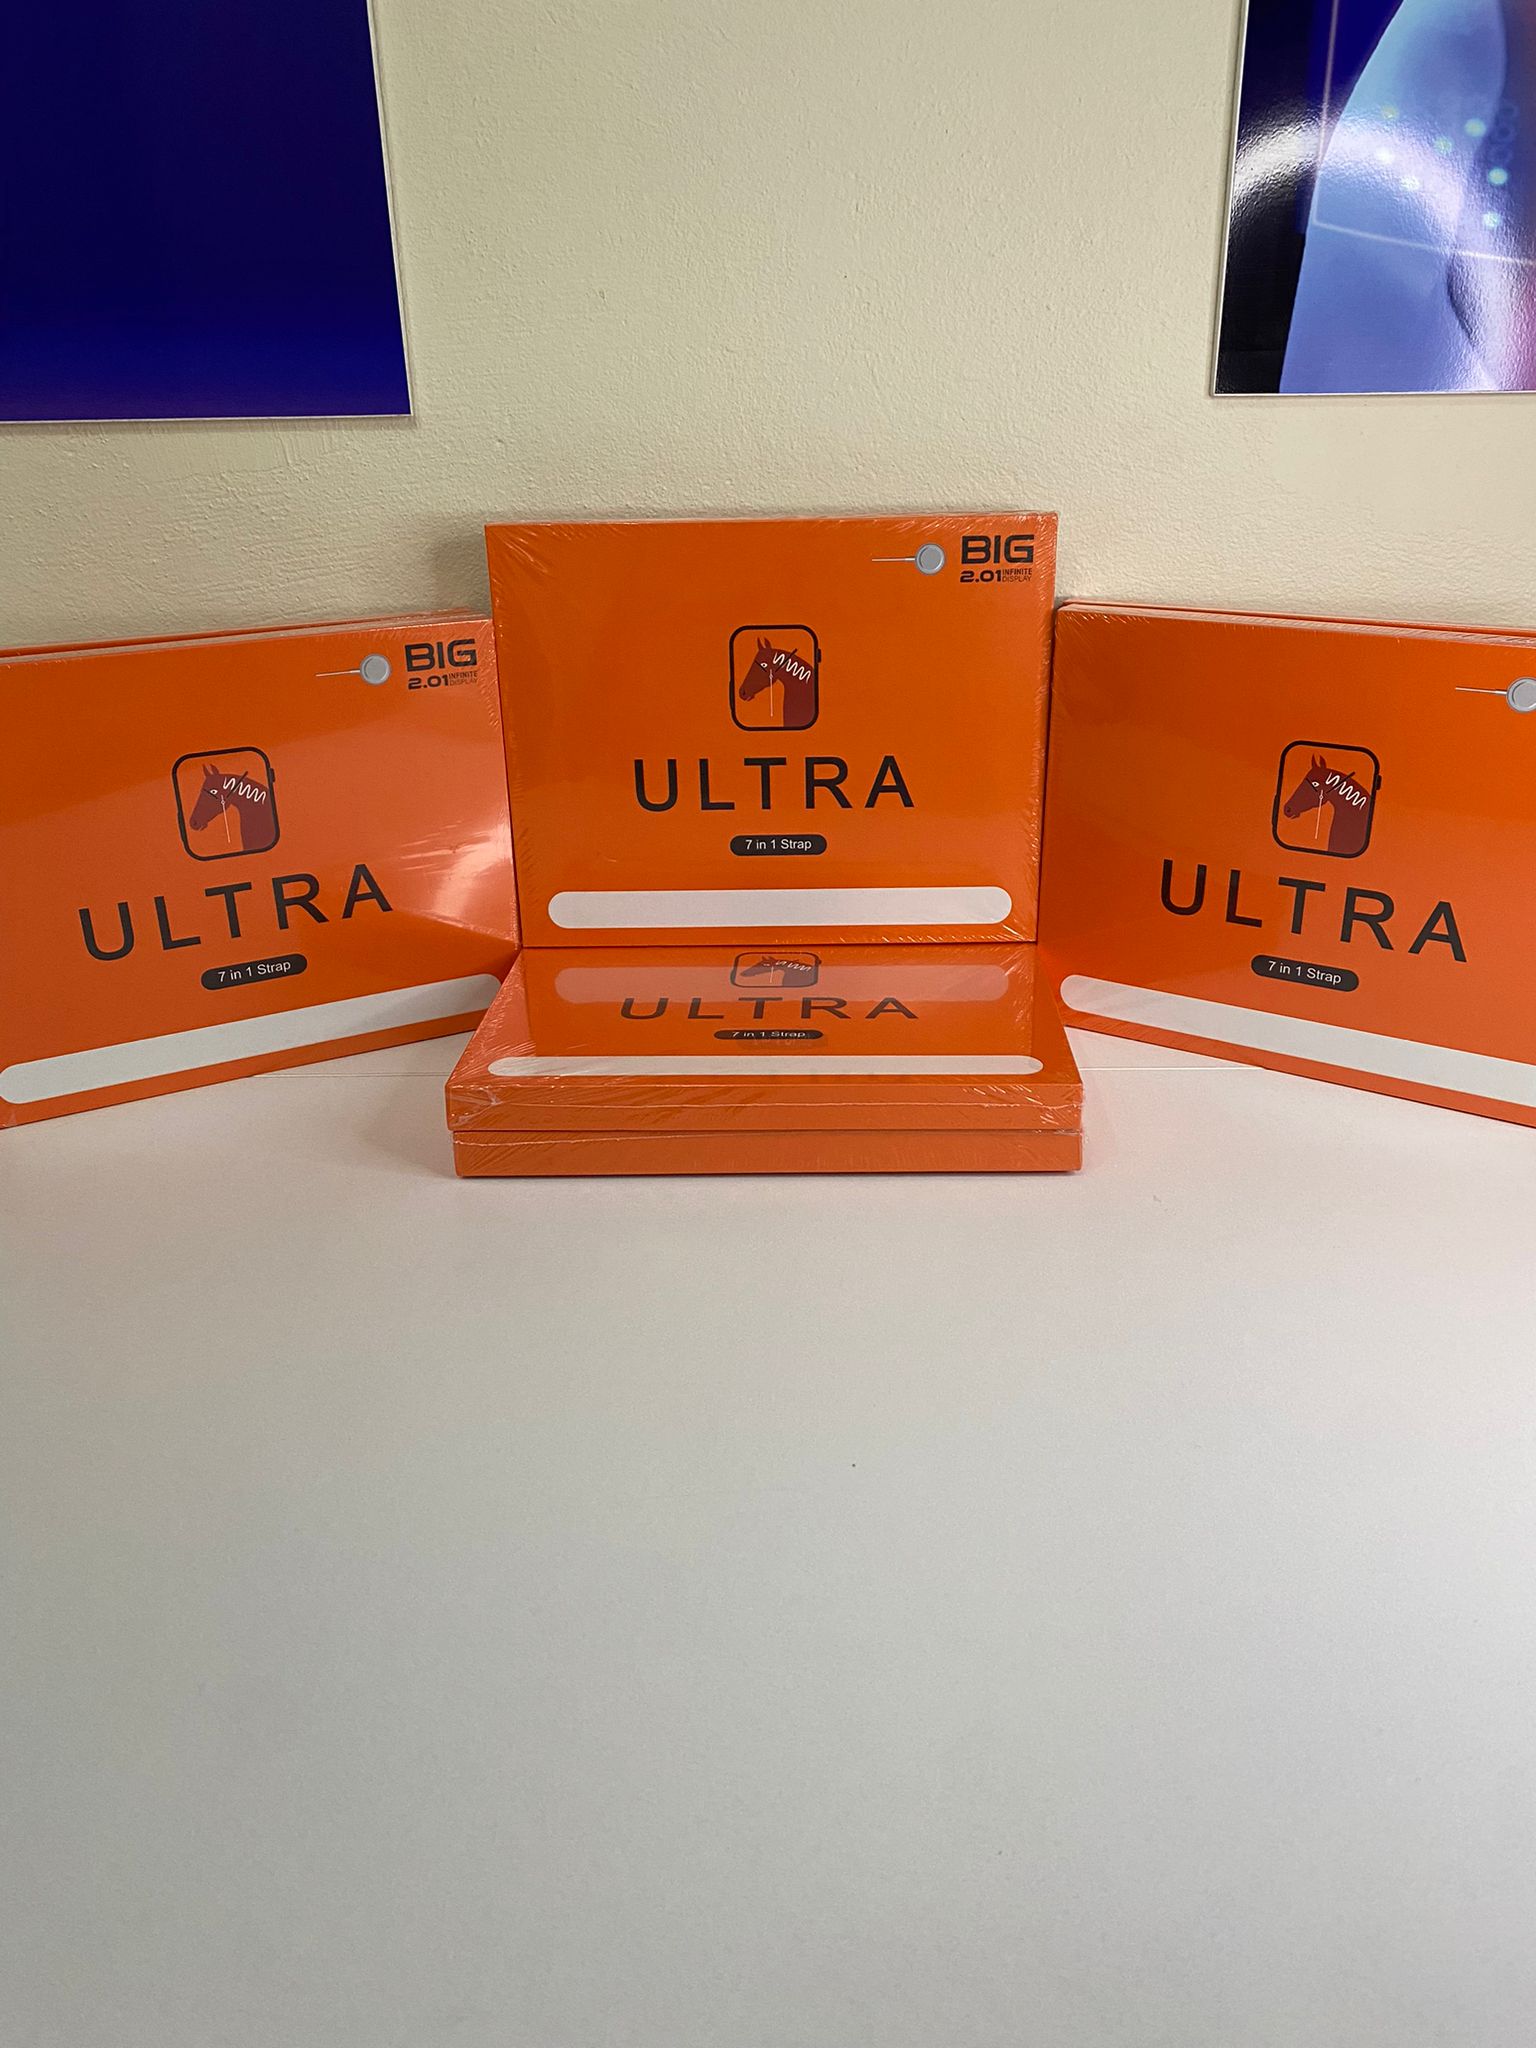 BIG
2.01 INFINITE DISPLAY
ULTRA
7 in 1 Strap
BIG
2.01 INFINITE DISPLAY
ULTRA
7 in 1 Strap
ULTRA
7 in 1 Strap
ULTRA
7 in 1 Strap